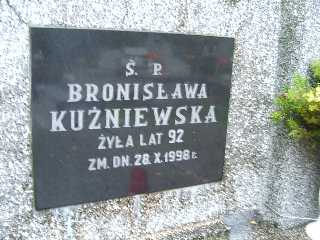 Ś. P.
BRONISŁAWA
KUŹNIEWSKA
ŻYŁA LAT 92
ZM. DN. 28.X.1998 r.